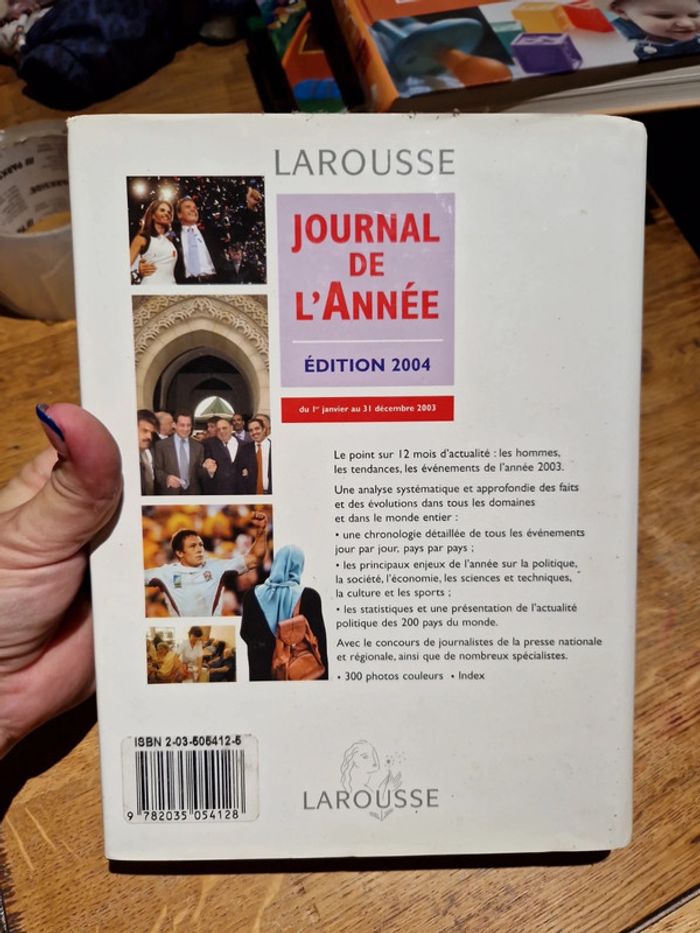 LAROUSSE
JOURNAL
DE
L'ANNÉE
ÉDITION 2004
du 1er janvier au 31 décembre 2003
Le point sur 12 mois d'actualité : les hommes,
les tendances, les événements de l'année 2003.
Une analyse systématique et approfondie des faits
et des évolutions dans tous les domaines
et dans le monde entier :
• une chronologie détaillée de tous les événements
jour par jour, pays par pays ;
• les principaux enjeux de l'année sur la politique,
la société, l'économie, les sciences et techniques,
la culture et les sports ;
• les statistiques et une présentation de l'actualité
politique des 200 pays du monde.
Avec le concours de journalistes de la presse nationale
et régionale, ainsi que de nombreux spécialistes.
• 300 photos couleurs • Index
ISBN 2-03-505412-5
9 782035 054128
LAROUSSE